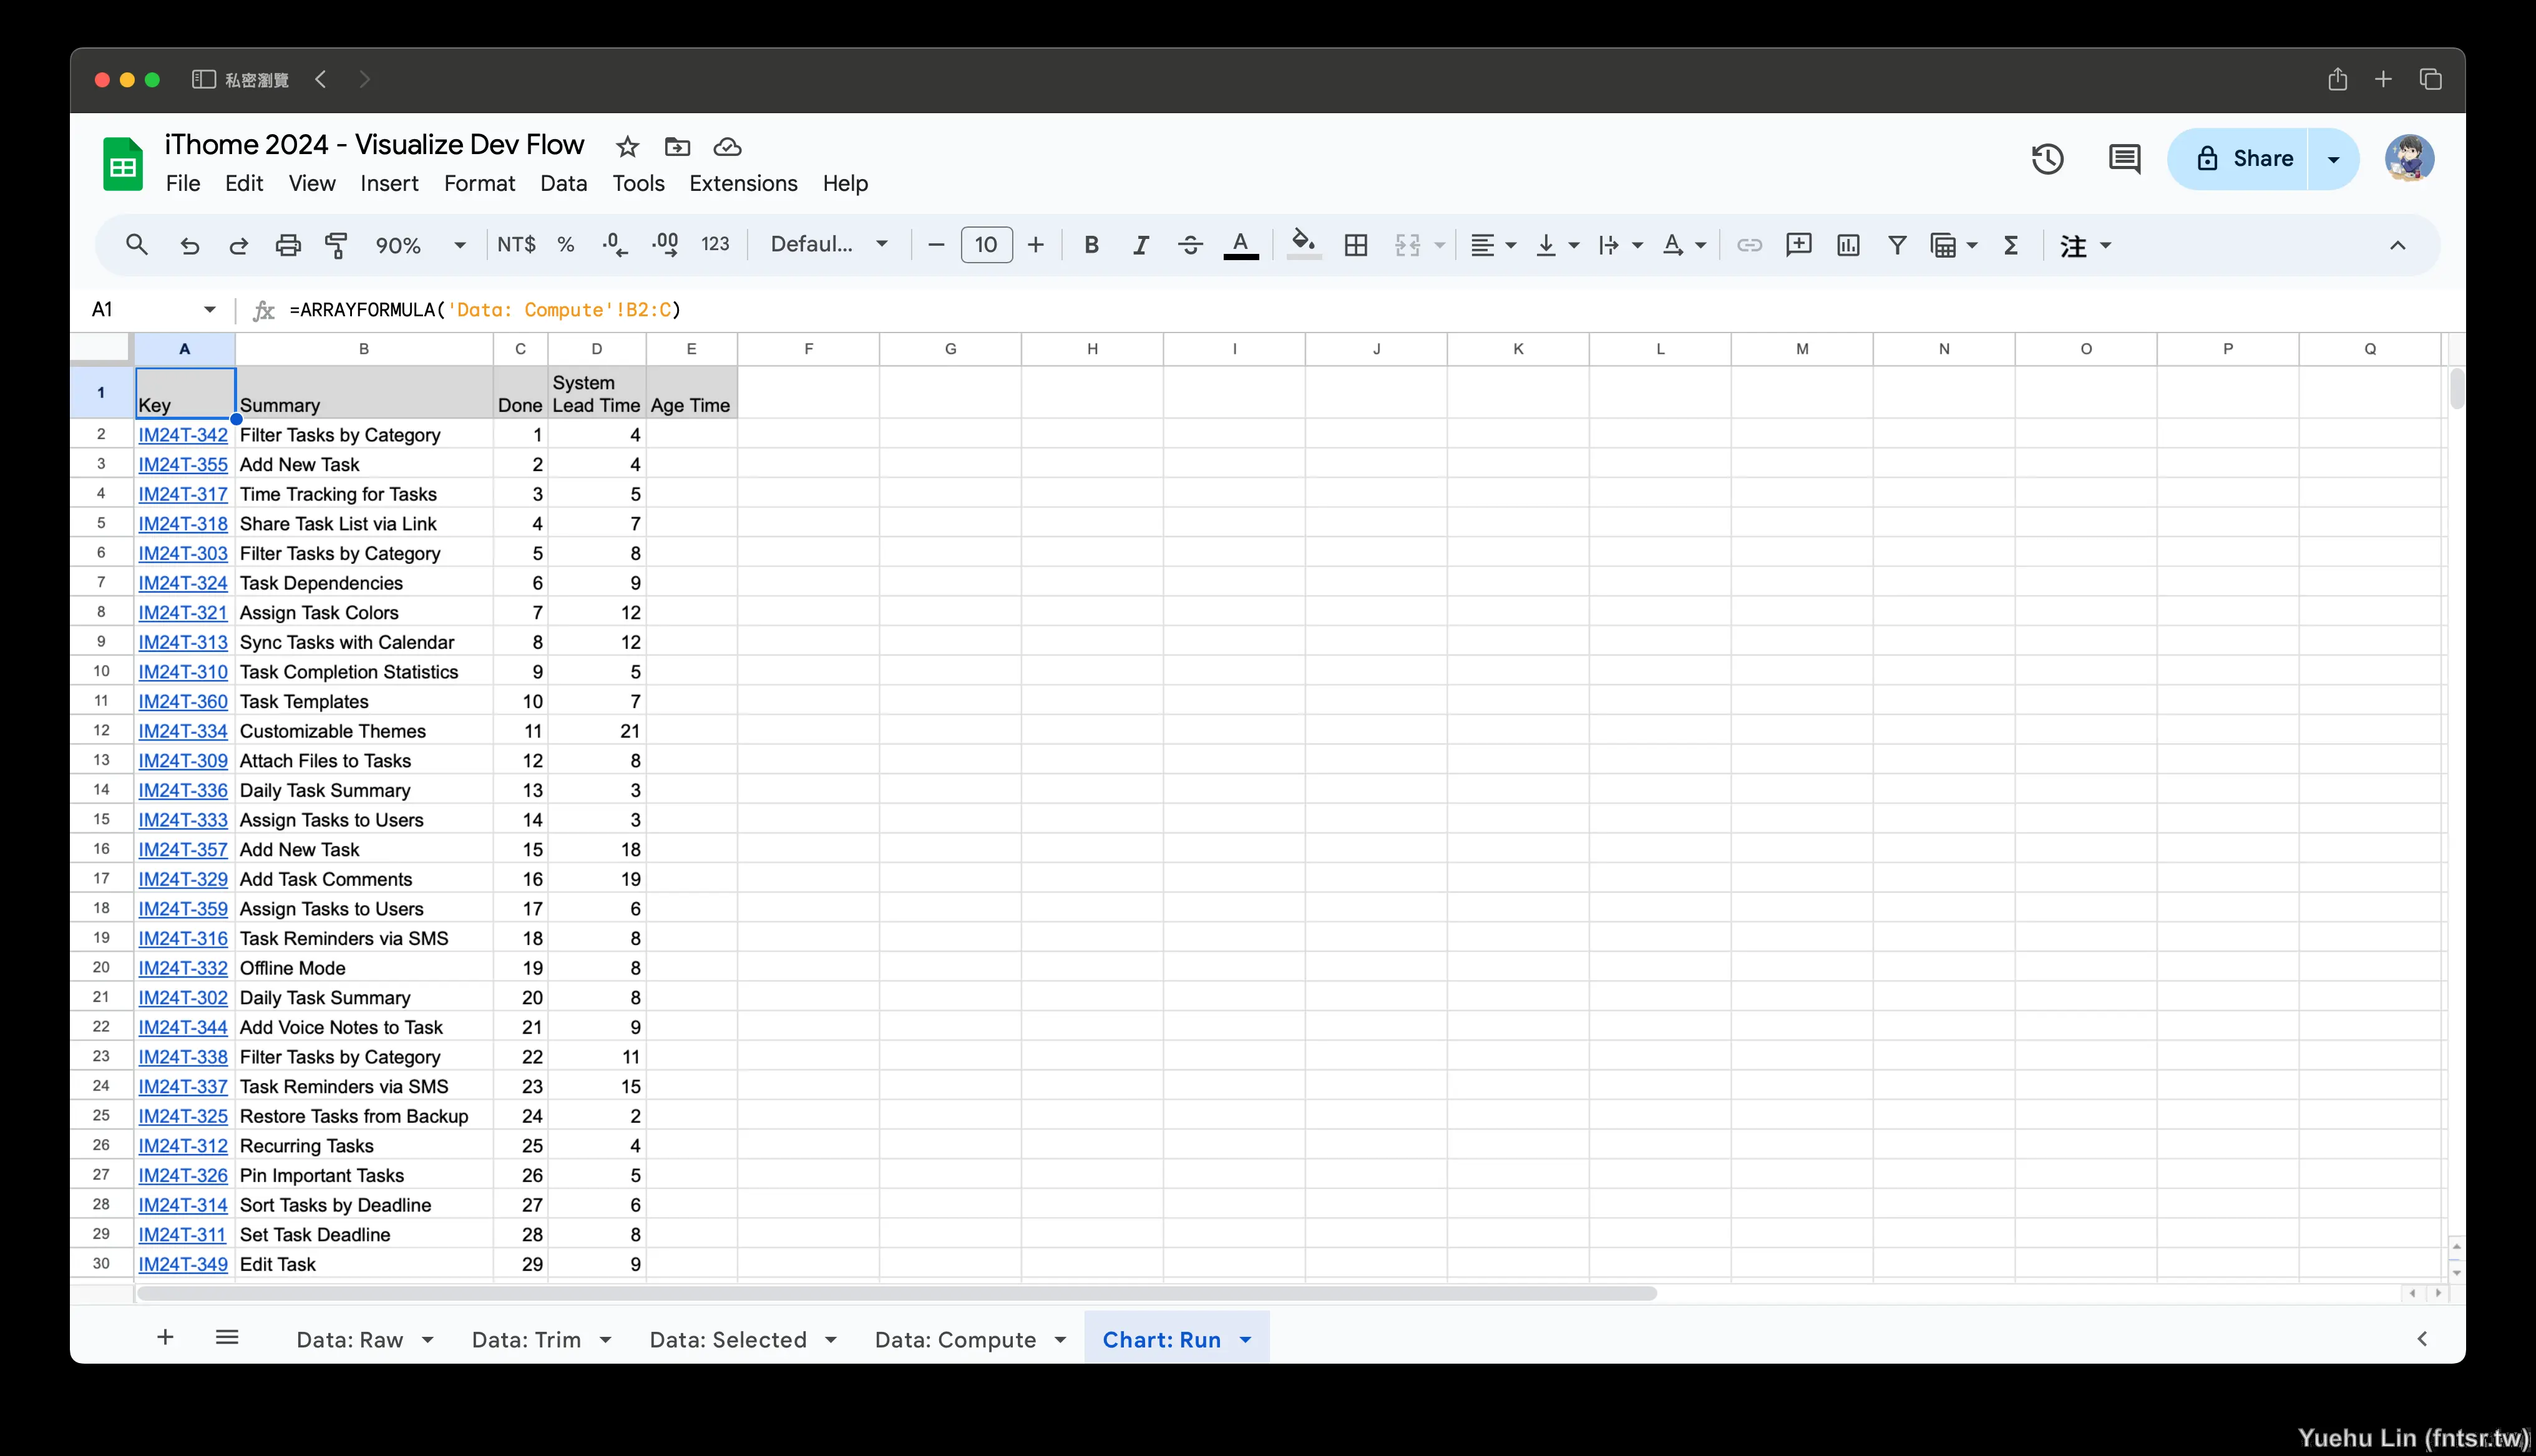 私密瀏覽
iThome 2024 - Visualize Dev Flow
File Edit View Insert Format Data Tools Extensions Help
Share
90% NT$ % .0 .00 123 Defaul... 10 B I A A Σ 注
A1 fx =ARRAYFORMULA('Data: Compute'!B2:C)
A B C D E F G H I J K L M N O P Q
1 Key Summary Done System Lead Time Age Time
2 IM24T-342 Filter Tasks by Category 1 4
3 IM24T-355 Add New Task 2 4
4 IM24T-317 Time Tracking for Tasks 3 5
5 IM24T-318 Share Task List via Link 4 7
6 IM24T-303 Filter Tasks by Category 5 8
7 IM24T-324 Task Dependencies 6 9
8 IM24T-321 Assign Task Colors 7 12
9 IM24T-313 Sync Tasks with Calendar 8 12
10 IM24T-310 Task Completion Statistics 9 5
11 IM24T-360 Task Templates 10 7
12 IM24T-334 Customizable Themes 11 21
13 IM24T-309 Attach Files to Tasks 12 8
14 IM24T-336 Daily Task Summary 13 3
15 IM24T-333 Assign Tasks to Users 14 3
16 IM24T-357 Add New Task 15 18
17 IM24T-329 Add Task Comments 16 19
18 IM24T-359 Assign Tasks to Users 17 6
19 IM24T-316 Task Reminders via SMS 18 8
20 IM24T-332 Offline Mode 19 8
21 IM24T-302 Daily Task Summary 20 8
22 IM24T-344 Add Voice Notes to Task 21 9
23 IM24T-338 Filter Tasks by Category 22 11
24 IM24T-337 Task Reminders via SMS 23 15
25 IM24T-325 Restore Tasks from Backup 24 2
26 IM24T-312 Recurring Tasks 25 4
27 IM24T-326 Pin Important Tasks 26 5
28 IM24T-314 Sort Tasks by Deadline 27 6
29 IM24T-311 Set Task Deadline 28 8
30 IM24T-349 Edit Task 29 9
Data: Raw Data: Trim Data: Selected Data: Compute Chart: Run
Yuehu Lin (fntsr.tw)